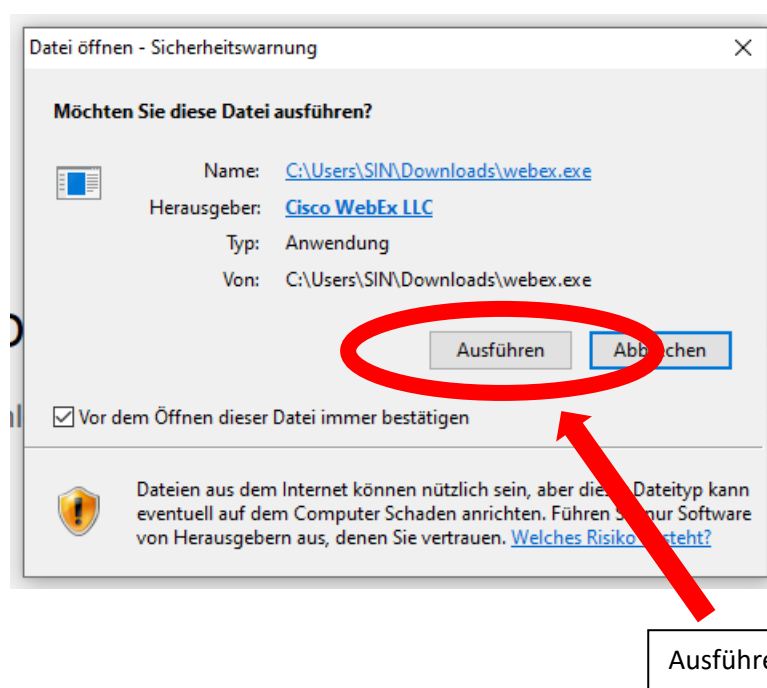 Datei öffnen - Sicherheitswarnung
Möchten Sie diese Datei ausführen?
Name: C:\Users\SIN\Downloads\webex.exe
Herausgeber: Cisco WebEx LLC
Typ: Anwendung
Von: C:\Users\SIN\Downloads\webex.exe
Ausführen Abbrechen
Vor dem Öffnen dieser Datei immer bestätigen
Dateien aus dem Internet können nützlich sein, aber dieser Dateityp kann
eventuell auf dem Computer Schaden anrichten. Führen Sie nur Software
von Herausgebern aus, denen Sie vertrauen. Welches Risiko besteht?
Ausführe